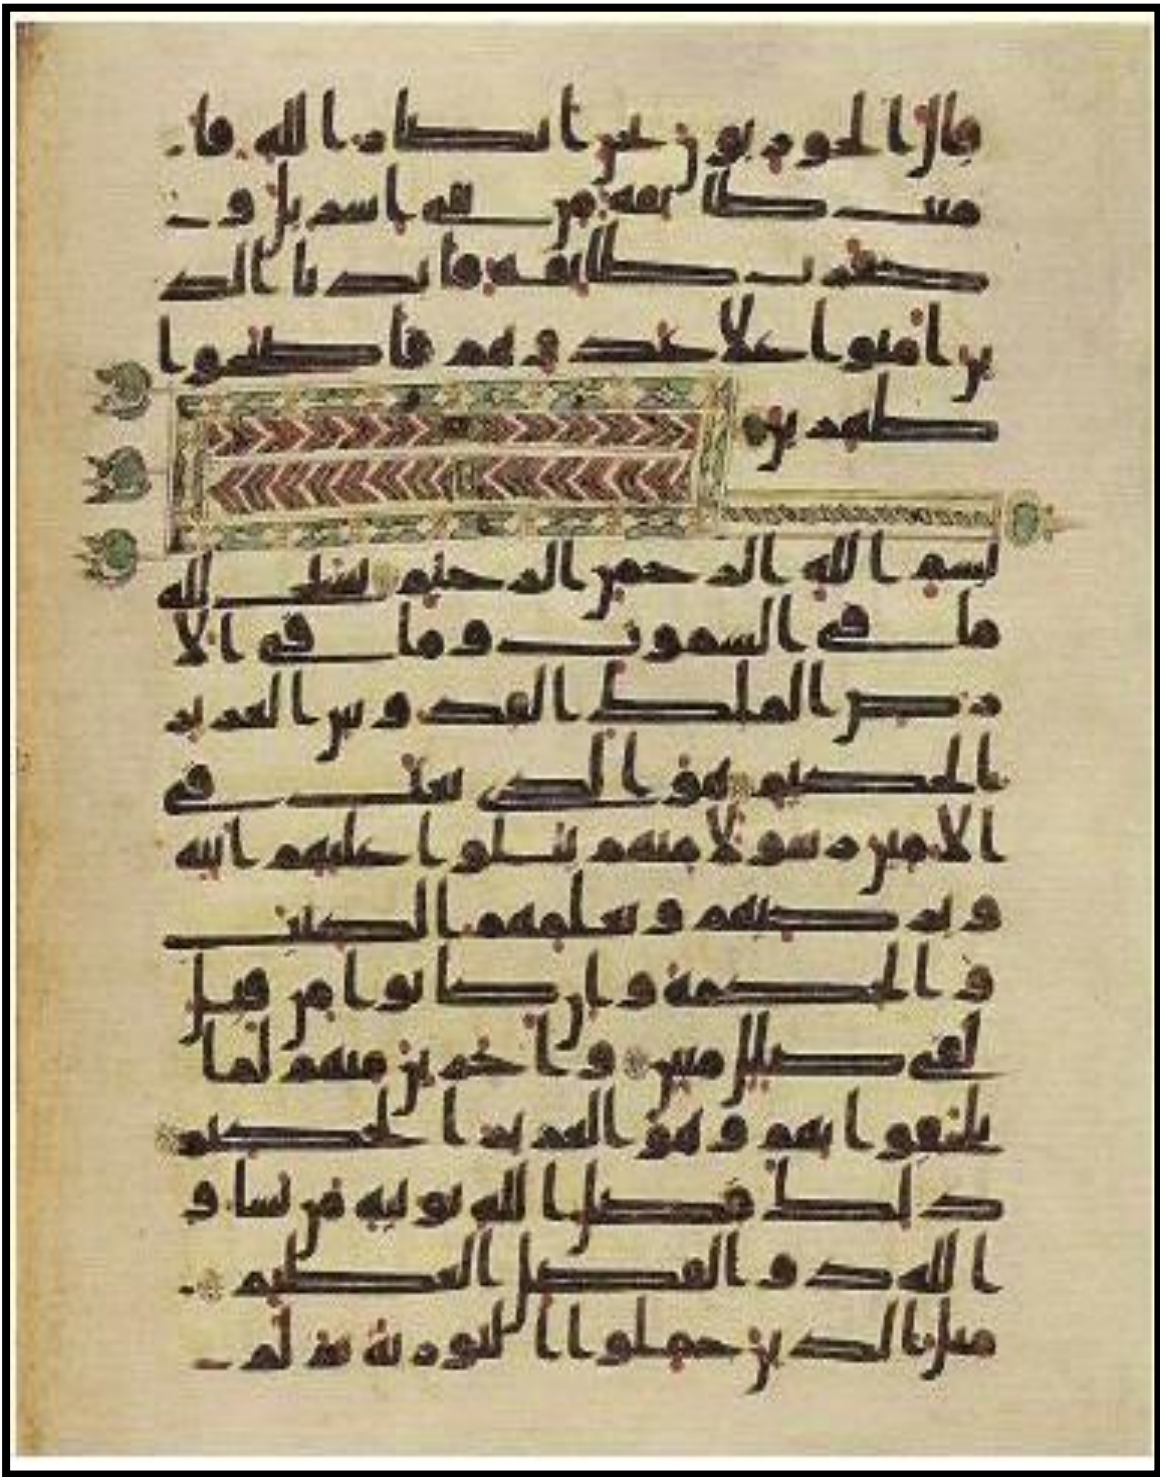 قال الحوريون نحن انصار الله فا
منت طايفة من بني اسريل و
كفرت طايفة فايدنا الذ
ين امنوا على عدوهم فاصبحوا
ظهرين
بسم الله الرحمن الرحيم يسبح لله
ما في السموت وما في الا
رض الملك القدوس العزيز
الحكيم هو الذي بعث في
الامين رسولا منهم يتلوا عليهم ايته
ويزكيهم ويعلمهم الكتب
والحكمة وان كانوا من قبل
لفي ضلل مبين واخرين منهم لما
يلحقوا بهم وهو العزيز الحكيم
ذلك فضل الله يوتيه من يشا و
الله ذو الفضل العظيم
مثل الذين حملوا التورية ثم لم